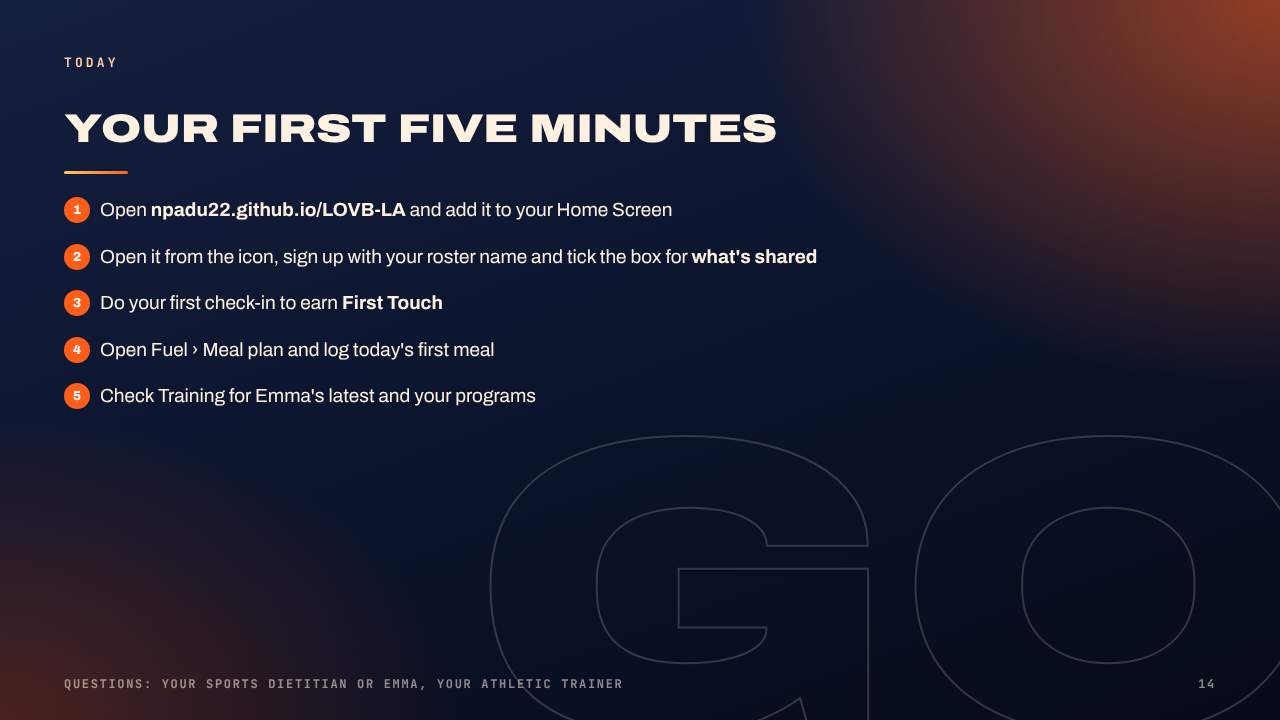 TODAY
YOUR FIRST FIVE MINUTES
1 Open npadu22.github.io/LOVB-LA and add it to your Home Screen
2 Open it from the icon, sign up with your roster name and tick the box for what's shared
3 Do your first check-in to earn First Touch
4 Open Fuel › Meal plan and log today's first meal
5 Check Training for Emma's latest and your programs
GO
QUESTIONS: YOUR SPORTS DIETITIAN OR EMMA, YOUR ATHLETIC TRAINER
14